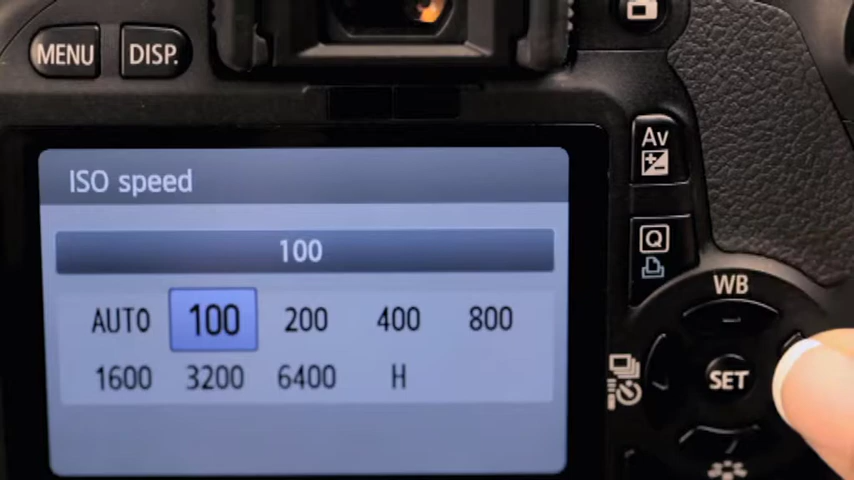 MENU DISP.
Av
ISO speed
Q
100
WB
AUTO 100 200 400 800
1600 3200 6400 H
SET